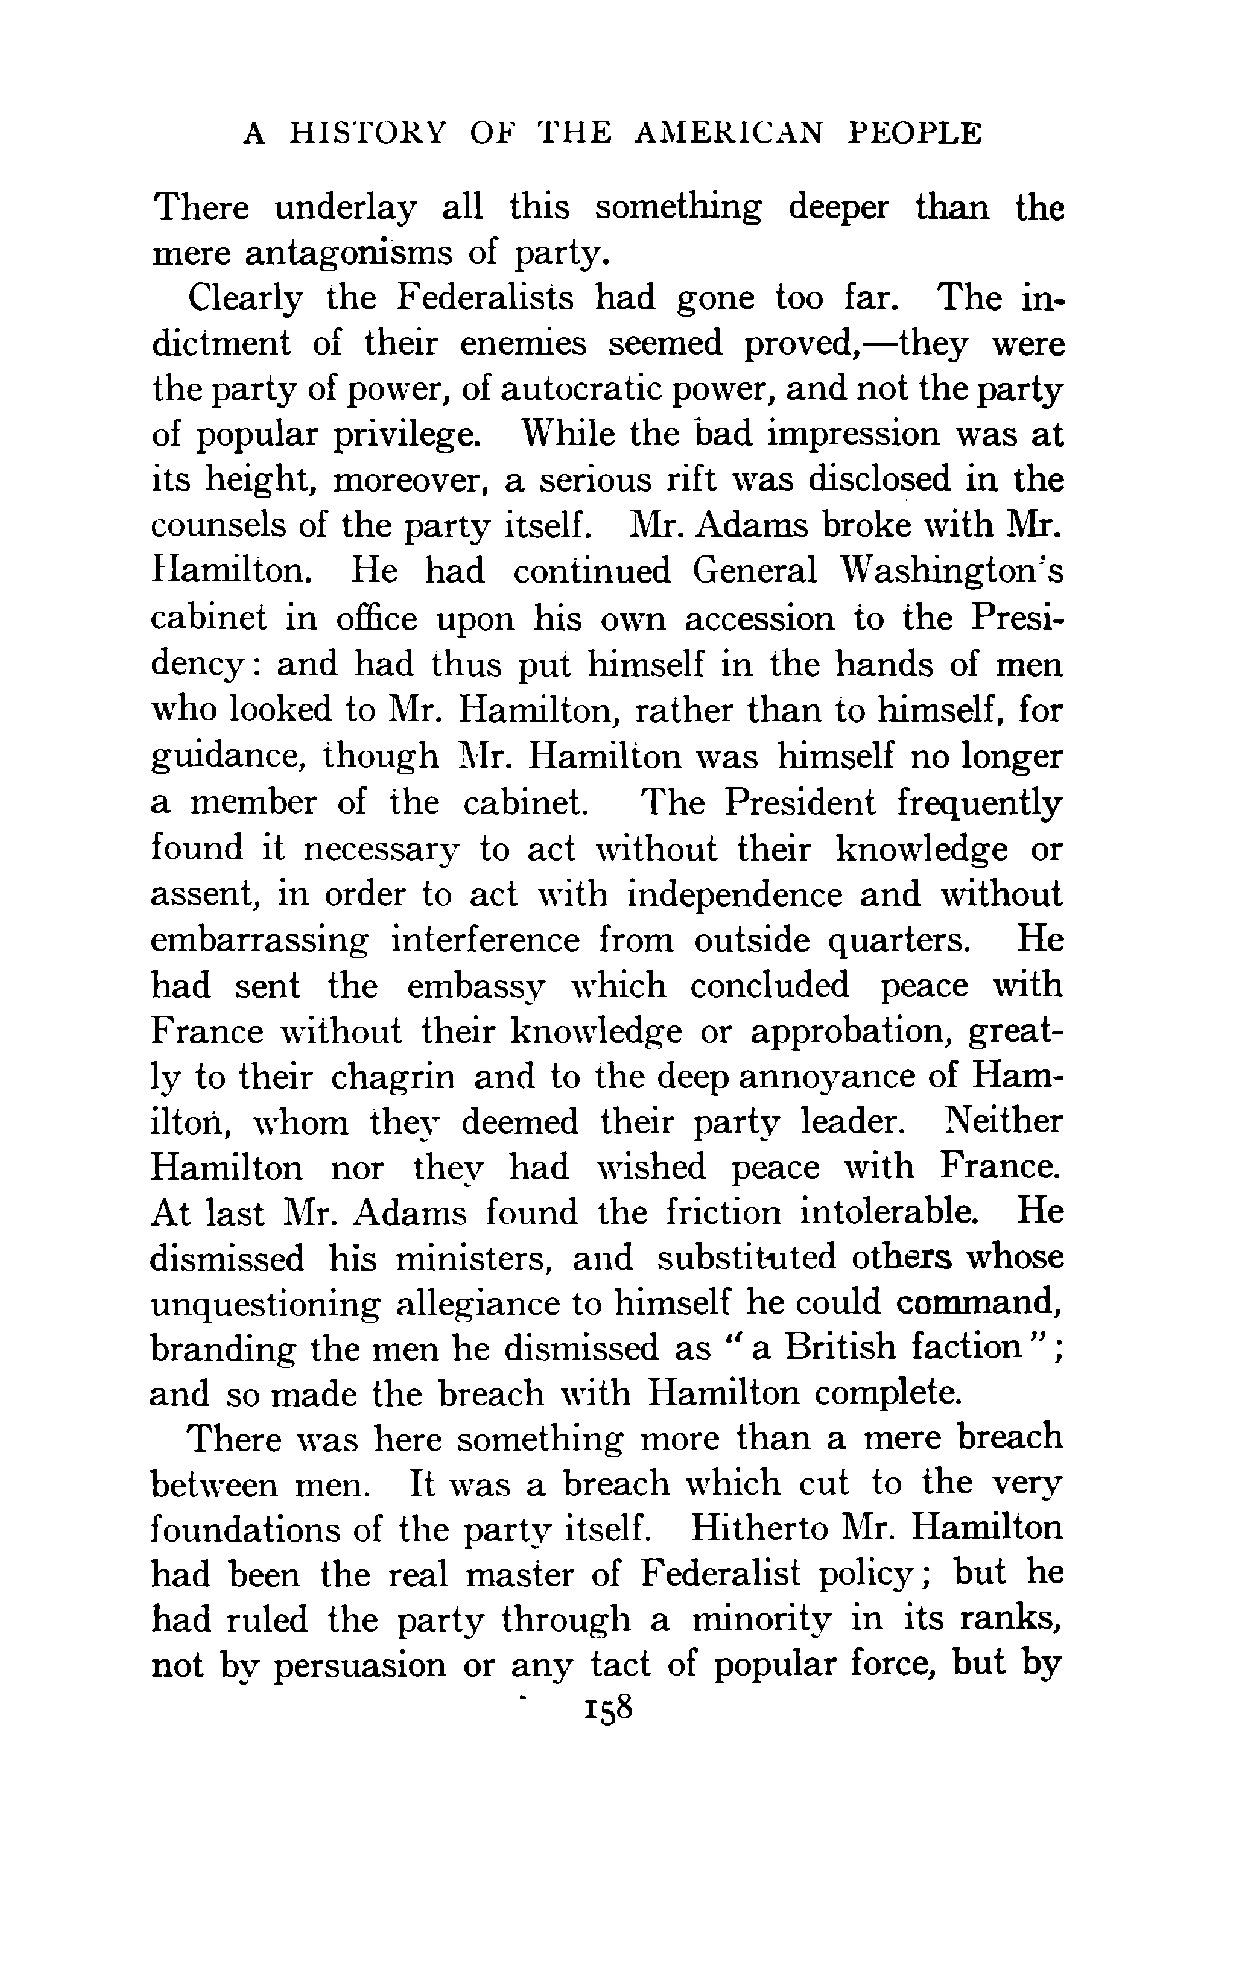 A HISTORY OF THE AMERICAN PEOPLE
There underlay all this something deeper than the
mere antagonisms of party.
Clearly the Federalists had gone too far. The in-
dictment of their enemies seemed proved,—they were
the party of power, of autocratic power, and not the party
of popular privilege. While the bad impression was at
its height, moreover, a serious rift was disclosed in the
counsels of the party itself. Mr. Adams broke with Mr.
Hamilton. He had continued General Washington's
cabinet in office upon his own accession to the Presi-
dency: and had thus put himself in the hands of men
who looked to Mr. Hamilton, rather than to himself, for
guidance, though Mr. Hamilton was himself no longer
a member of the cabinet. The President frequently
found it necessary to act without their knowledge or
assent, in order to act with independence and without
embarrassing interference from outside quarters. He
had sent the embassy which concluded peace with
France without their knowledge or approbation, great-
ly to their chagrin and to the deep annoyance of Ham-
ilton, whom they deemed their party leader. Neither
Hamilton nor they had wished peace with France.
At last Mr. Adams found the friction intolerable. He
dismissed his ministers, and substituted others whose
unquestioning allegiance to himself he could command,
branding the men he dismissed as "a British faction";
and so made the breach with Hamilton complete.
There was here something more than a mere breach
between men. It was a breach which cut to the very
foundations of the party itself. Hitherto Mr. Hamilton
had been the real master of Federalist policy; but he
had ruled the party through a minority in its ranks,
not by persuasion or any tact of popular force, but by
158